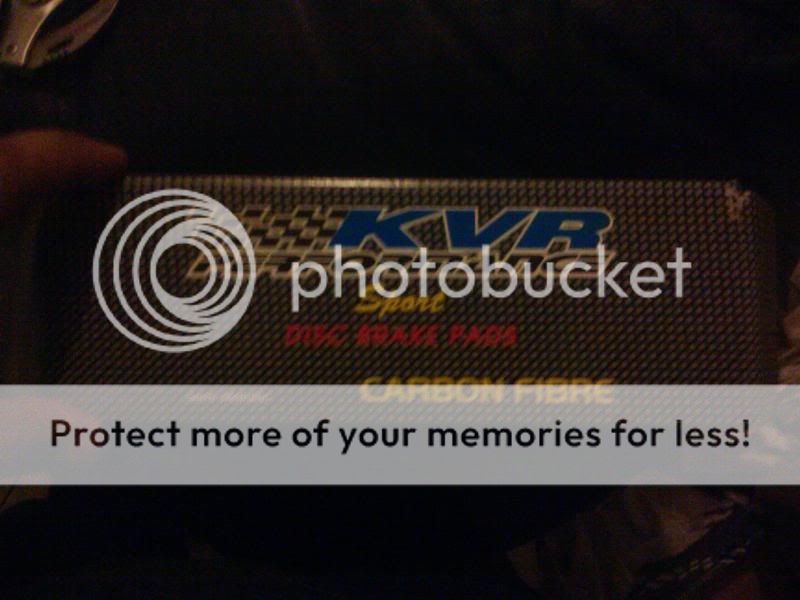 KVR
photobucket
Sport
DISC BRAKE PADS
CARBON FIBRE
Protect more of your memories for less!